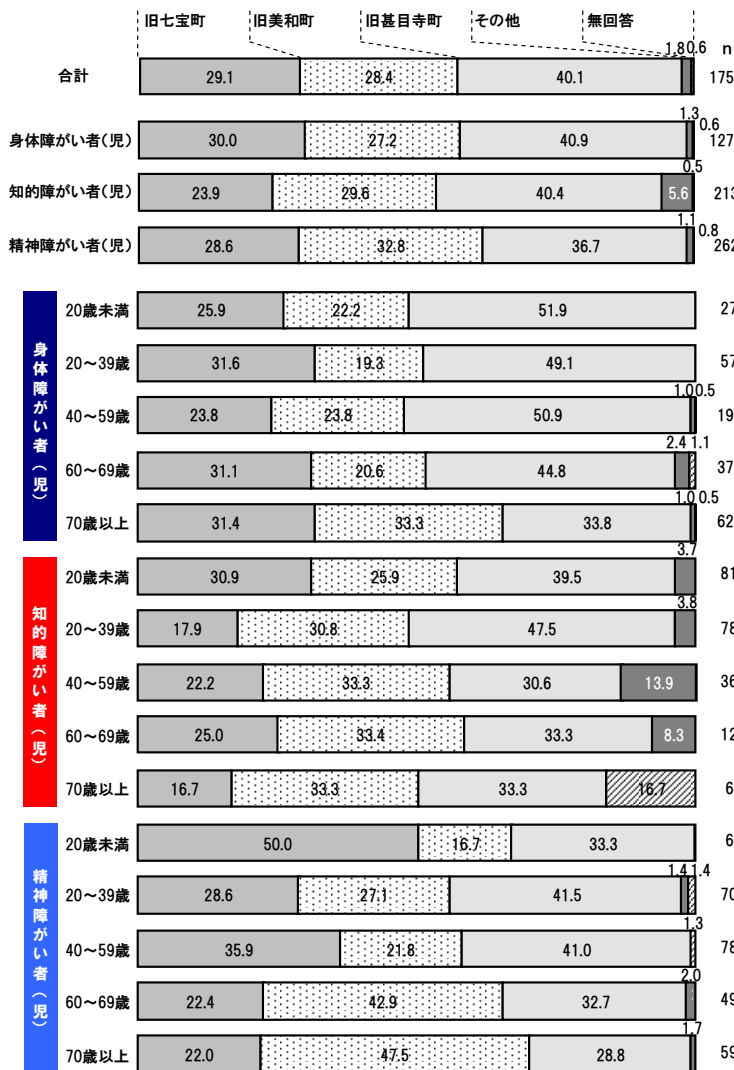 旧七宝町 旧美和町 旧甚目寺町 その他 無回答
1.8 0.6 n
合計 29.1 28.4 40.1 175
1.3 0.6
身体障がい者(児) 30.0 27.2 40.9 127
0.5
知的障がい者(児) 23.9 29.6 40.4 5.6 213
1.1 0.8
精神障がい者(児) 28.6 32.8 36.7 262
身体障がい者(児)
20歳未満 25.9 22.2 51.9 27
20~39歳 31.6 19.3 49.1 57
1.0 0.5
40~59歳 23.8 23.8 50.9 19
2.4 1.1
60~69歳 31.1 20.6 44.8 37
1.0 0.5
70歳以上 31.4 33.3 33.8 62
知的障がい者(児)
3.7
20歳未満 30.9 25.9 39.5 81
3.8
20~39歳 17.9 30.8 47.5 78
40~59歳 22.2 33.3 30.6 13.9 36
60~69歳 25.0 33.4 33.3 8.3 12
70歳以上 16.7 33.3 33.3 16.7 6
精神障がい者(児)
20歳未満 50.0 16.7 33.3 6
1.4 1.4
20~39歳 28.6 27.1 41.5 70
1.3
40~59歳 35.9 21.8 41.0 78
2.0
60~69歳 22.4 42.9 32.7 49
1.7
70歳以上 22.0 47.5 28.8 59